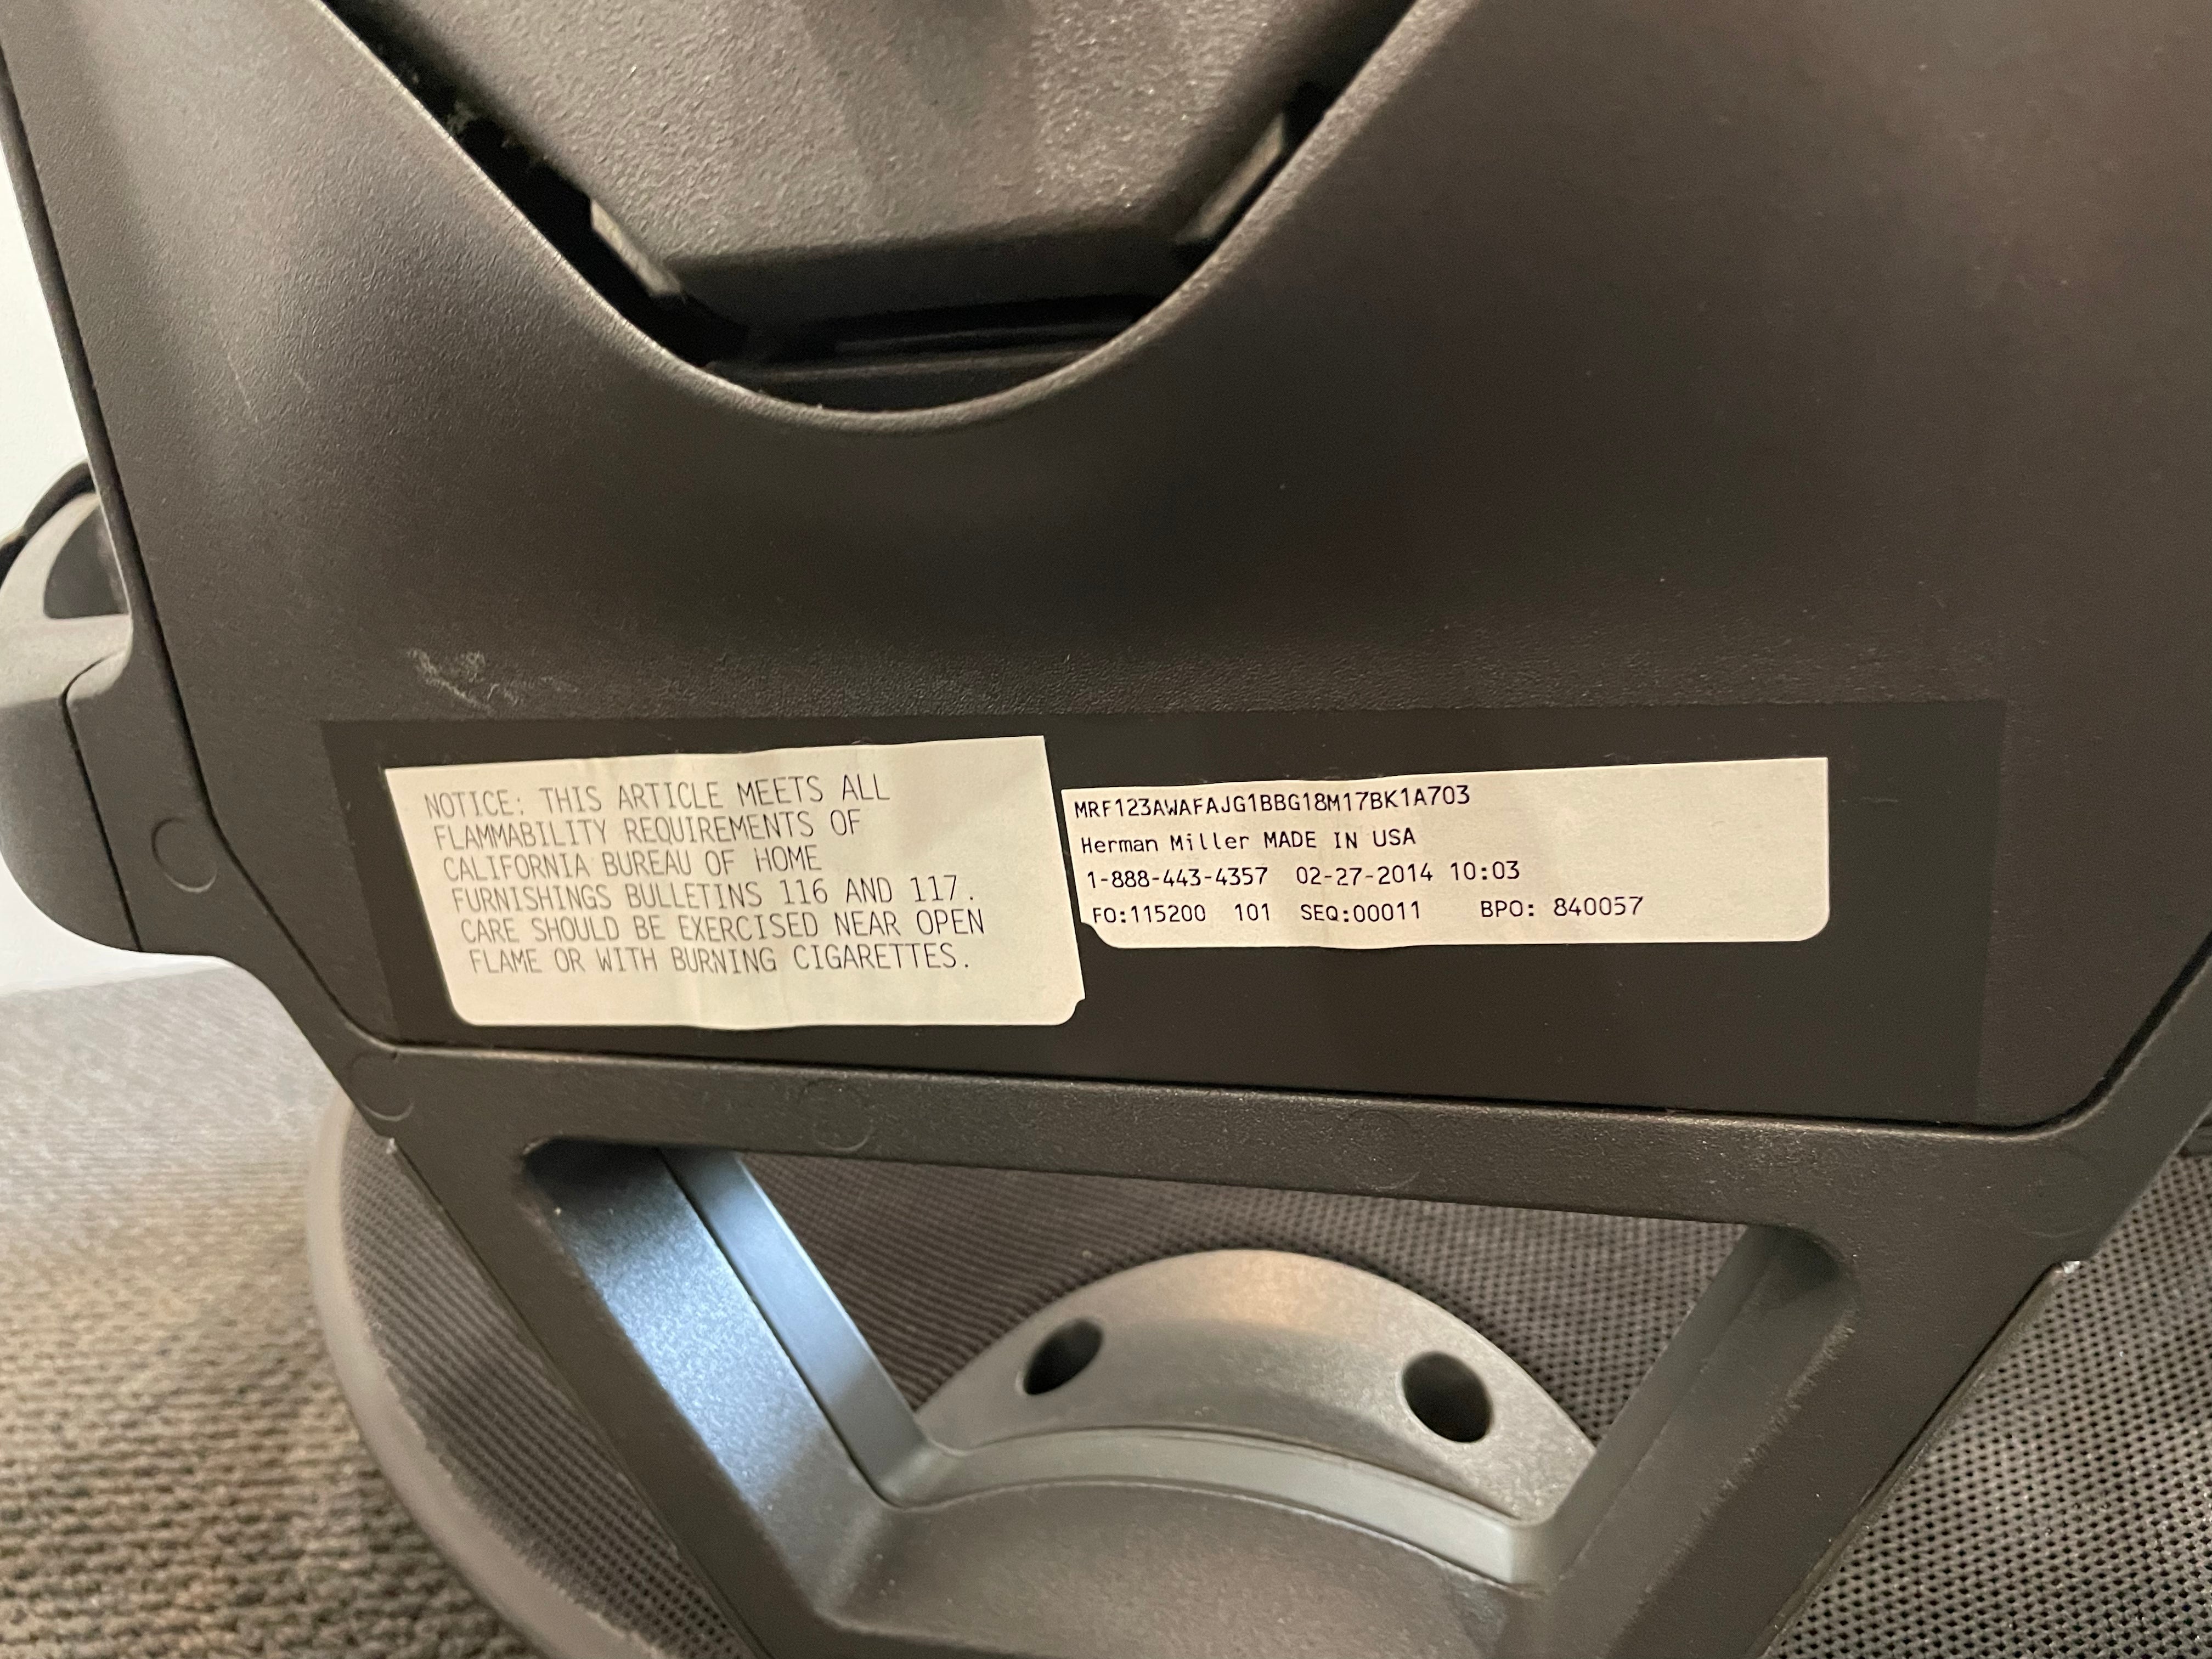 NOTICE: THIS ARTICLE MEETS ALL
FLAMMABILITY REQUIREMENTS OF
CALIFORNIA BUREAU OF HOME
FURNISHINGS BULLETINS 116 AND 117.
CARE SHOULD BE EXERCISED NEAR OPEN
FLAME OR WITH BURNING CIGARETTES.
MRF123AWAFAJG1BBG18M17BK1A703
Herman Miller MADE IN USA
1-888-443-4357 02-27-2014 10:03
FO:115200 101 SEQ:00011 BPO: 840057